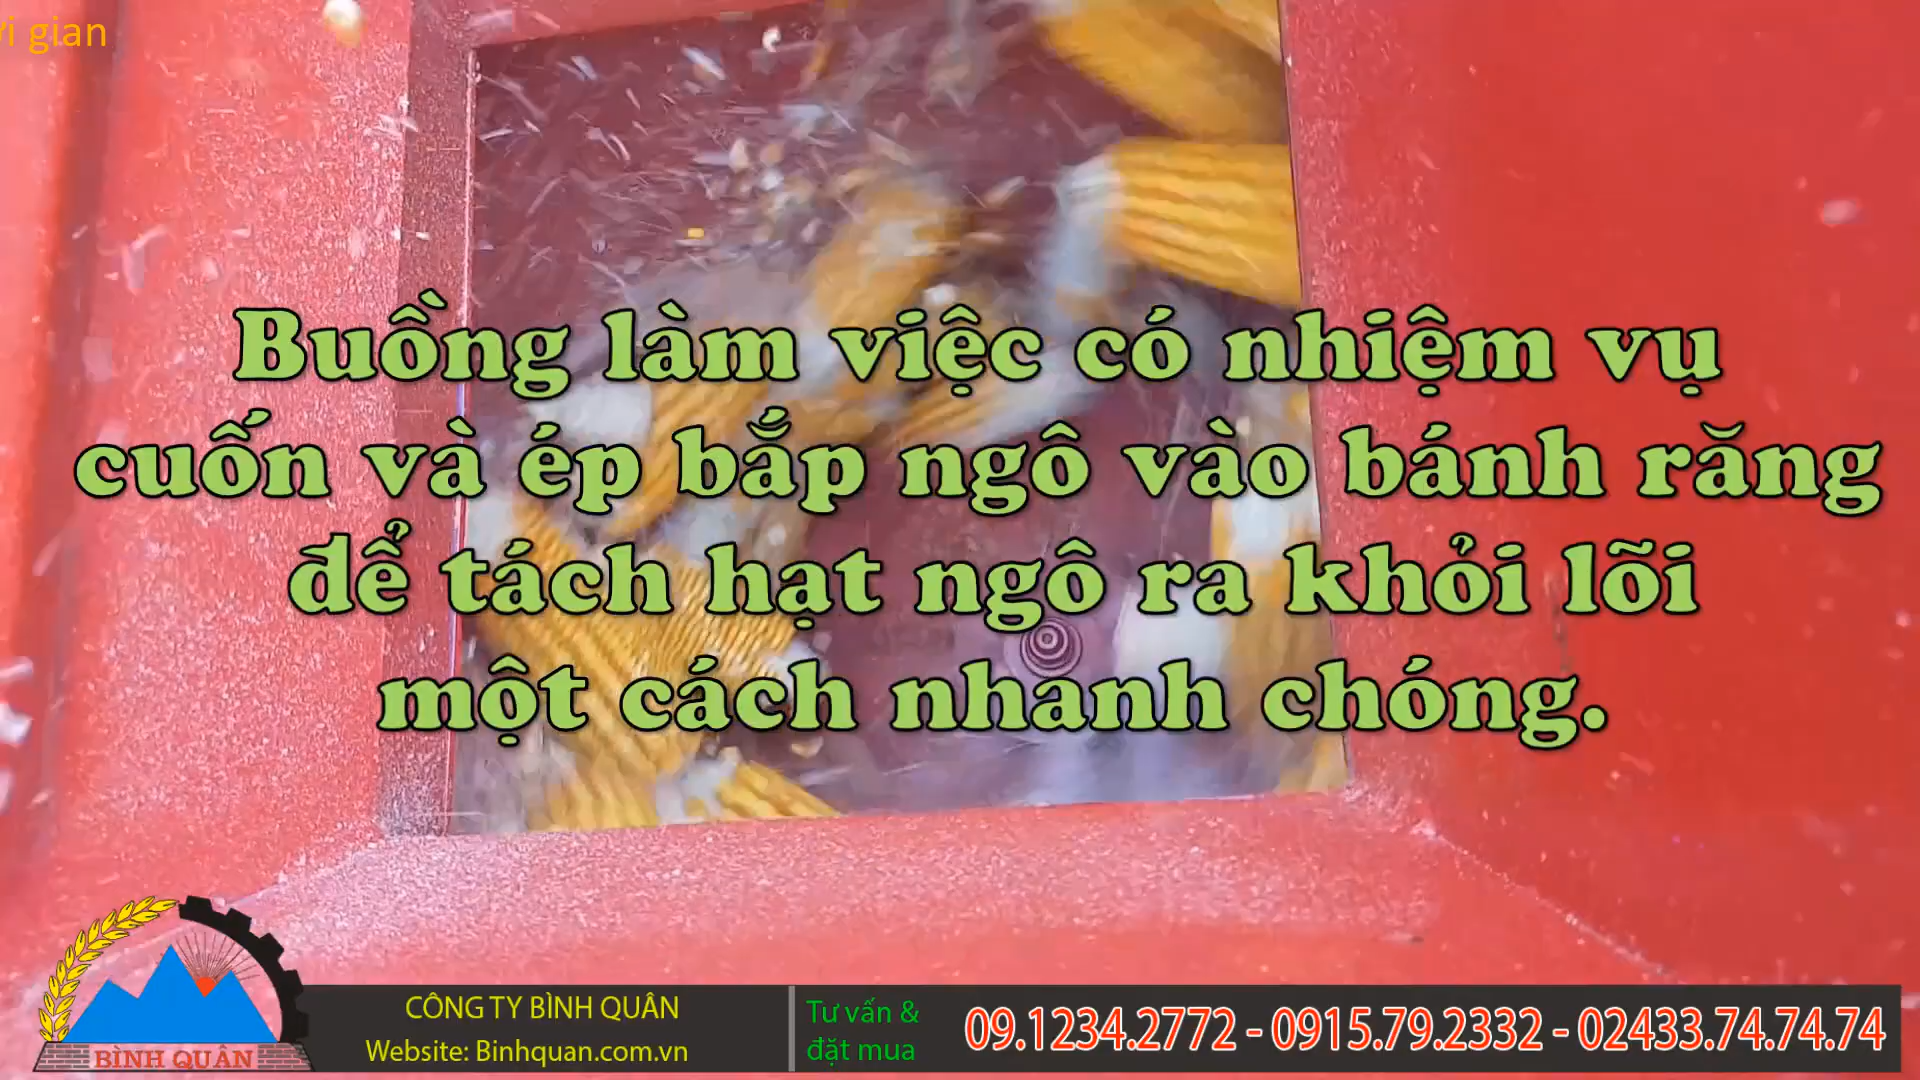 gian
Buồng làm việc có nhiệm vụ
cuốn và ép bắp ngô vào bánh răng
để tách hạt ngô ra khỏi lõi
một cách nhanh chóng.
BÌNH QUÂN
CÔNG TY BÌNH QUÂN
Website: Binhquan.com.vn
Tư vấn &
đặt mua
09.1234.2772 - 0915.79.2332 - 02433.74.74.74